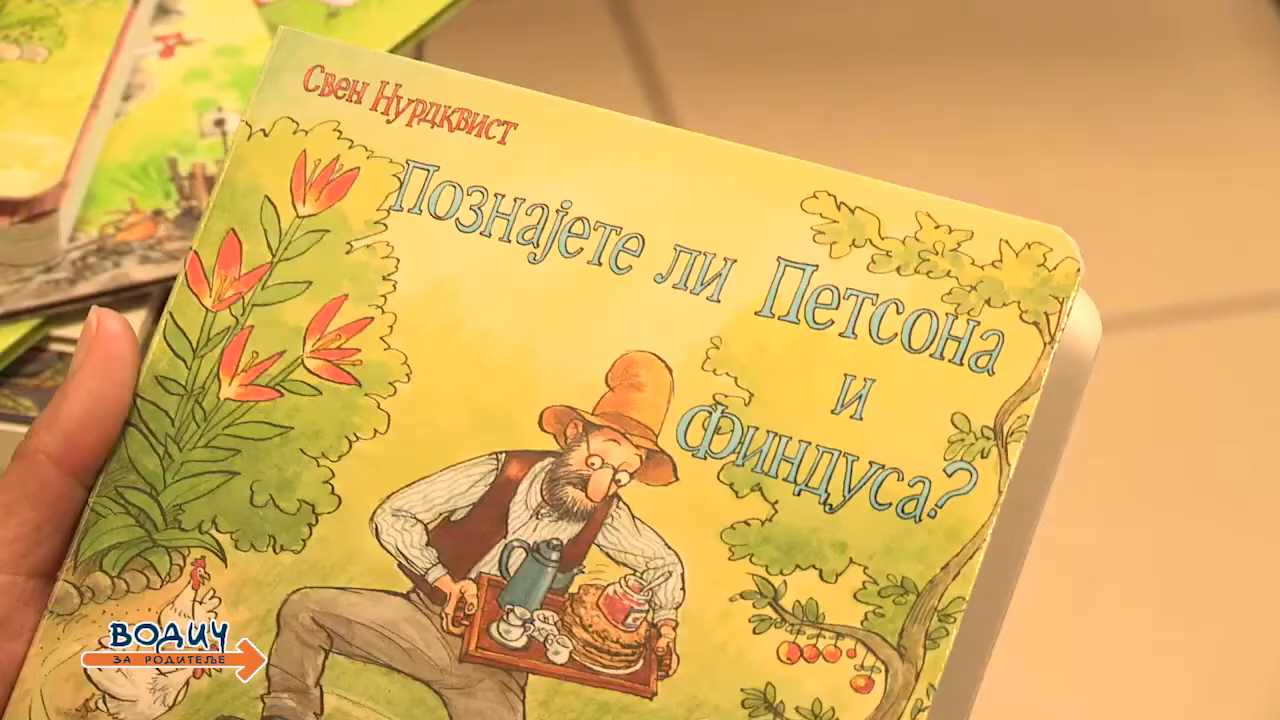 Свен Нурдквист
Познајете ли Петсона
и
Финдуса?
ВОДИЧ
ЗА РОДИТЕЉЕ